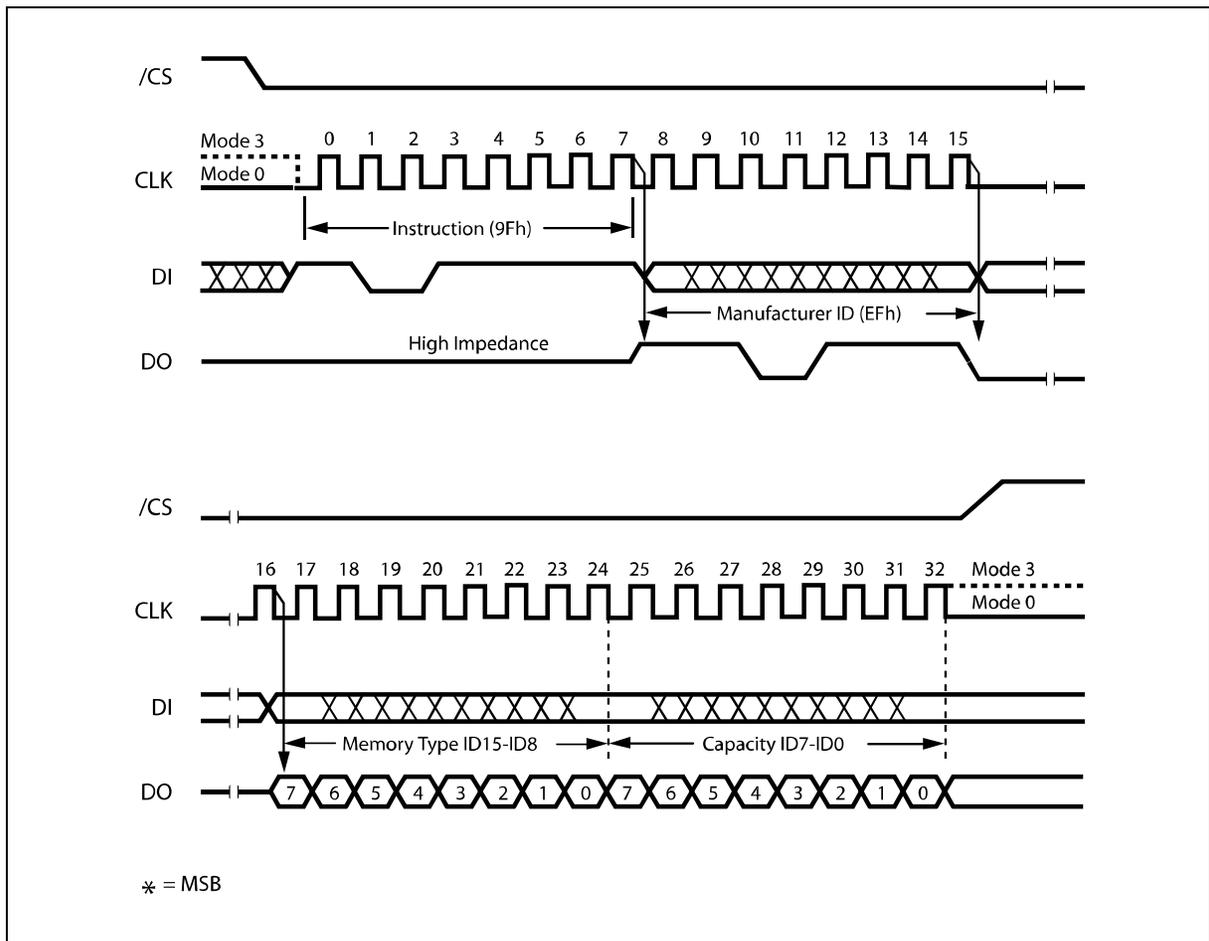 /CS
Mode 3
0 1 2 3 4 5 6 7 8 9 10 11 12 13 14 15
Mode 0
CLK
Instruction (9Fh)
DI
Manufacturer ID (EFh)
High Impedance
DO
/CS
16 17 18 19 20 21 22 23 24 25 26 27 28 29 30 31 32
Mode 3
CLK
Mode 0
DI
Memory Type ID15-ID8
Capacity ID7-ID0
DO
7 6 5 4 3 2 1 0 7 6 5 4 3 2 1 0
* = MSB